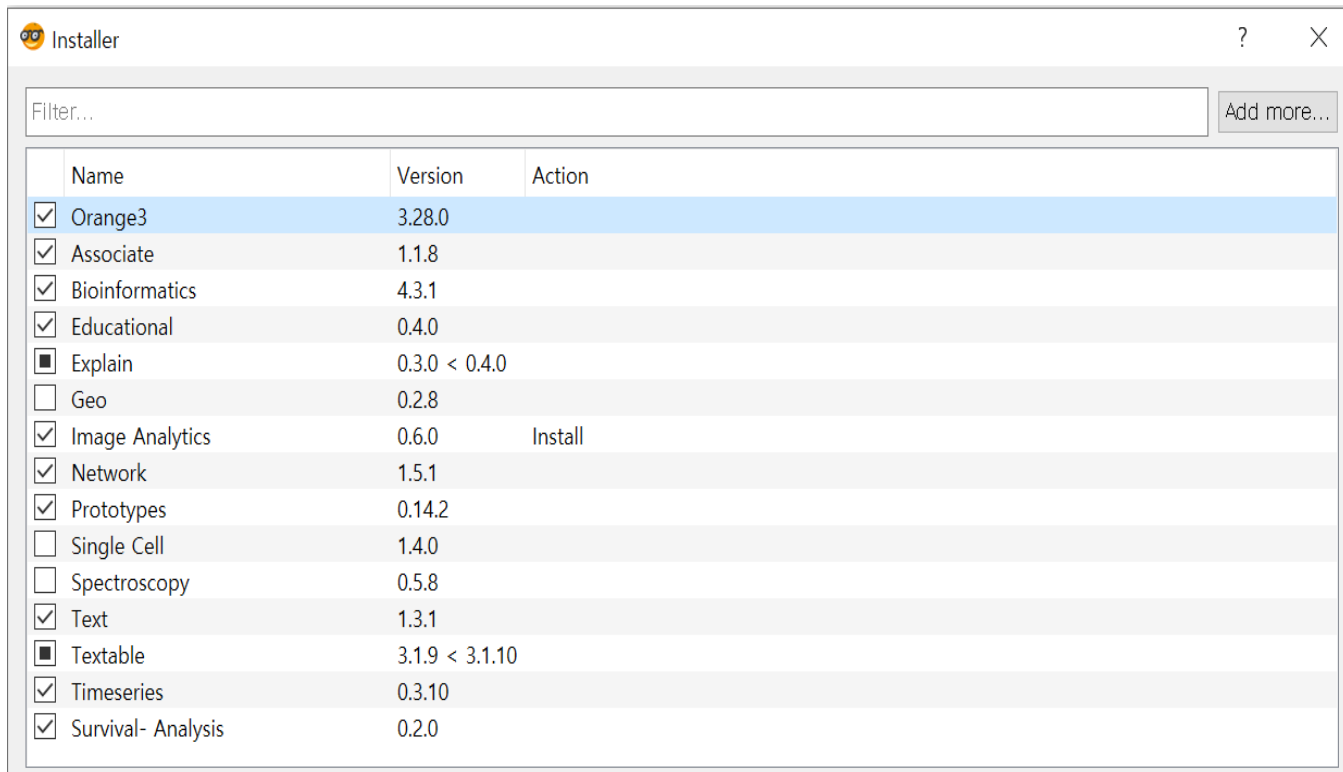 Installer ?
Filter...
Add more...
Name Version Action
Orange3 3.28.0
Associate 1.1.8
Bioinformatics 4.3.1
Educational 0.4.0
Explain 0.3.0 < 0.4.0
Geo 0.2.8
Image Analytics 0.6.0 Install
Network 1.5.1
Prototypes 0.14.2
Single Cell 1.4.0
Spectroscopy 0.5.8
Text 1.3.1
Textable 3.1.9 < 3.1.10
Timeseries 0.3.10
Survival- Analysis 0.2.0